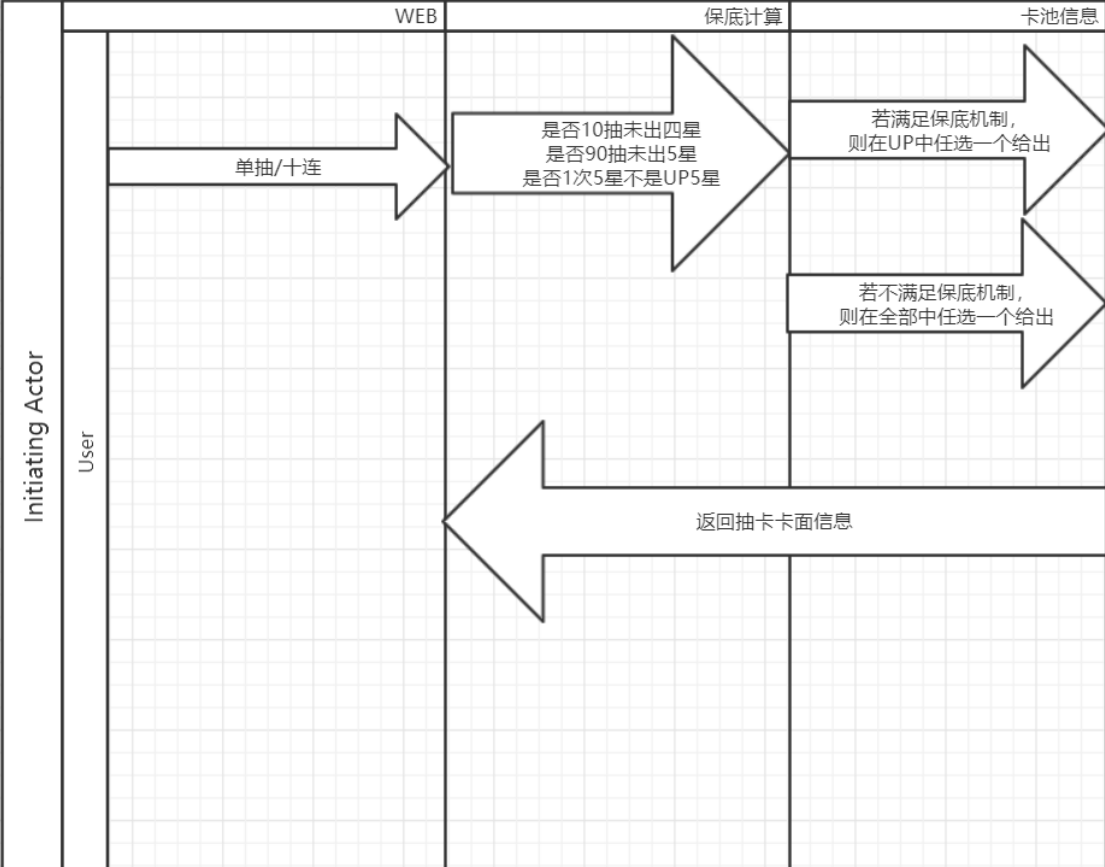 WEB
保底计算
卡池信息
Initiating Actor
User
单抽/十连
是否10抽未出四星
是否90抽未出5星
是否1次5星不是UP5星
若满足保底机制，
则在UP中任选一个给出
若不满足保底机制，
则在全部中任选一个给出
返回抽卡卡面信息